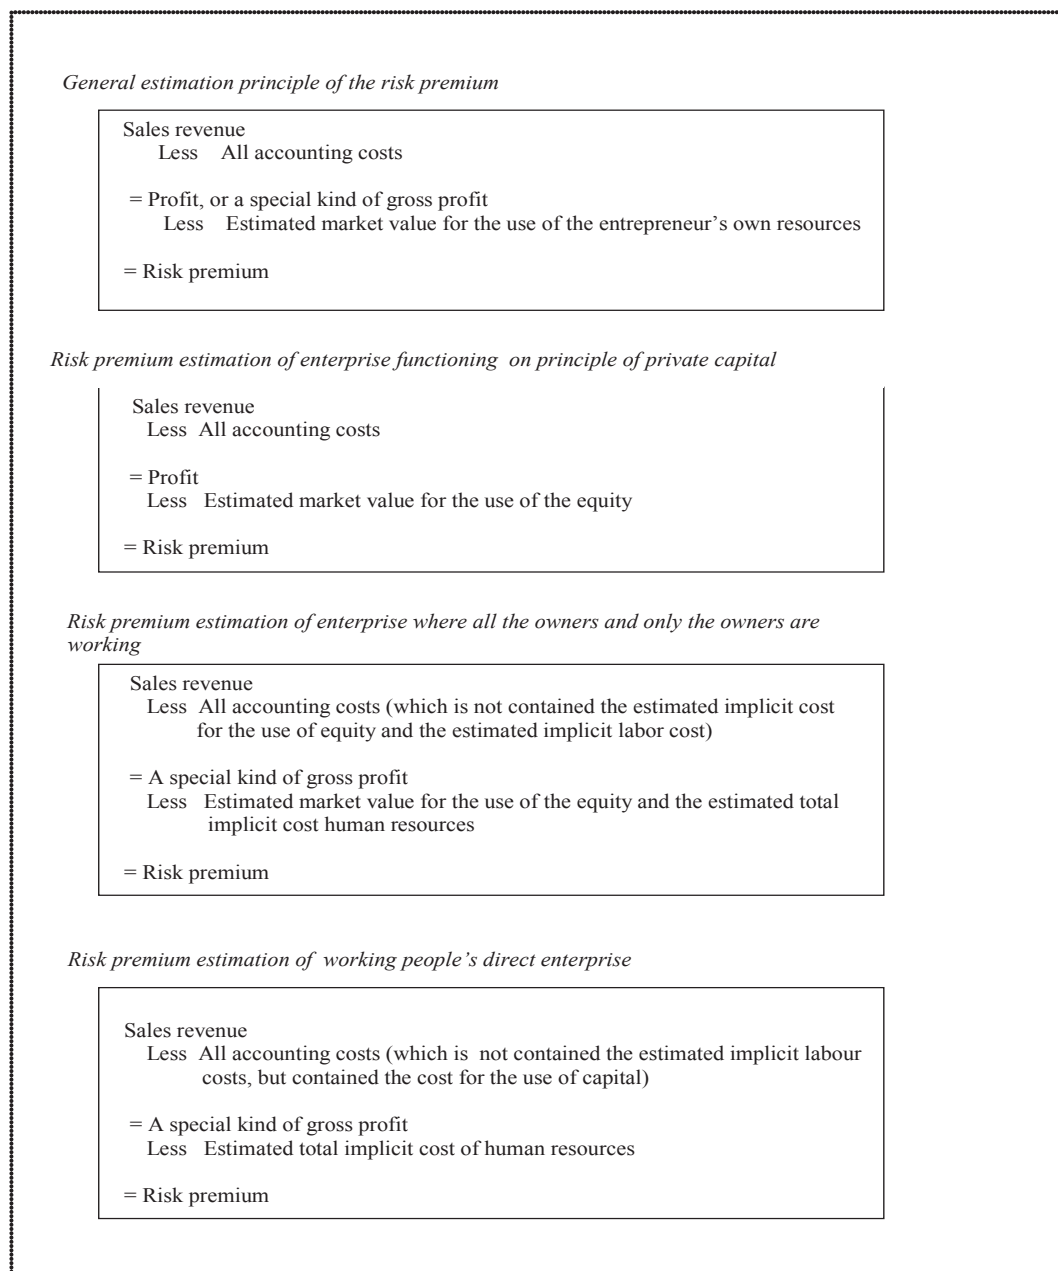 General estimation principle of the risk premium
Sales revenue
Less All accounting costs
= Profit, or a special kind of gross profit
Less Estimated market value for the use of the entrepreneur’s own resources
= Risk premium
Risk premium estimation of enterprise functioning on principle of private capital
Sales revenue
Less All accounting costs
= Profit
Less Estimated market value for the use of the equity
= Risk premium
Risk premium estimation of enterprise where all the owners and only the owners are
working
Sales revenue
Less All accounting costs (which is not contained the estimated implicit cost
for the use of equity and the estimated implicit labor cost)
= A special kind of gross profit
Less Estimated market value for the use of the equity and the estimated total
implicit cost human resources
= Risk premium
Risk premium estimation of working people’s direct enterprise
Sales revenue
Less All accounting costs (which is not contained the estimated implicit labour
costs, but contained the cost for the use of capital)
= A special kind of gross profit
Less Estimated total implicit cost of human resources
= Risk premium